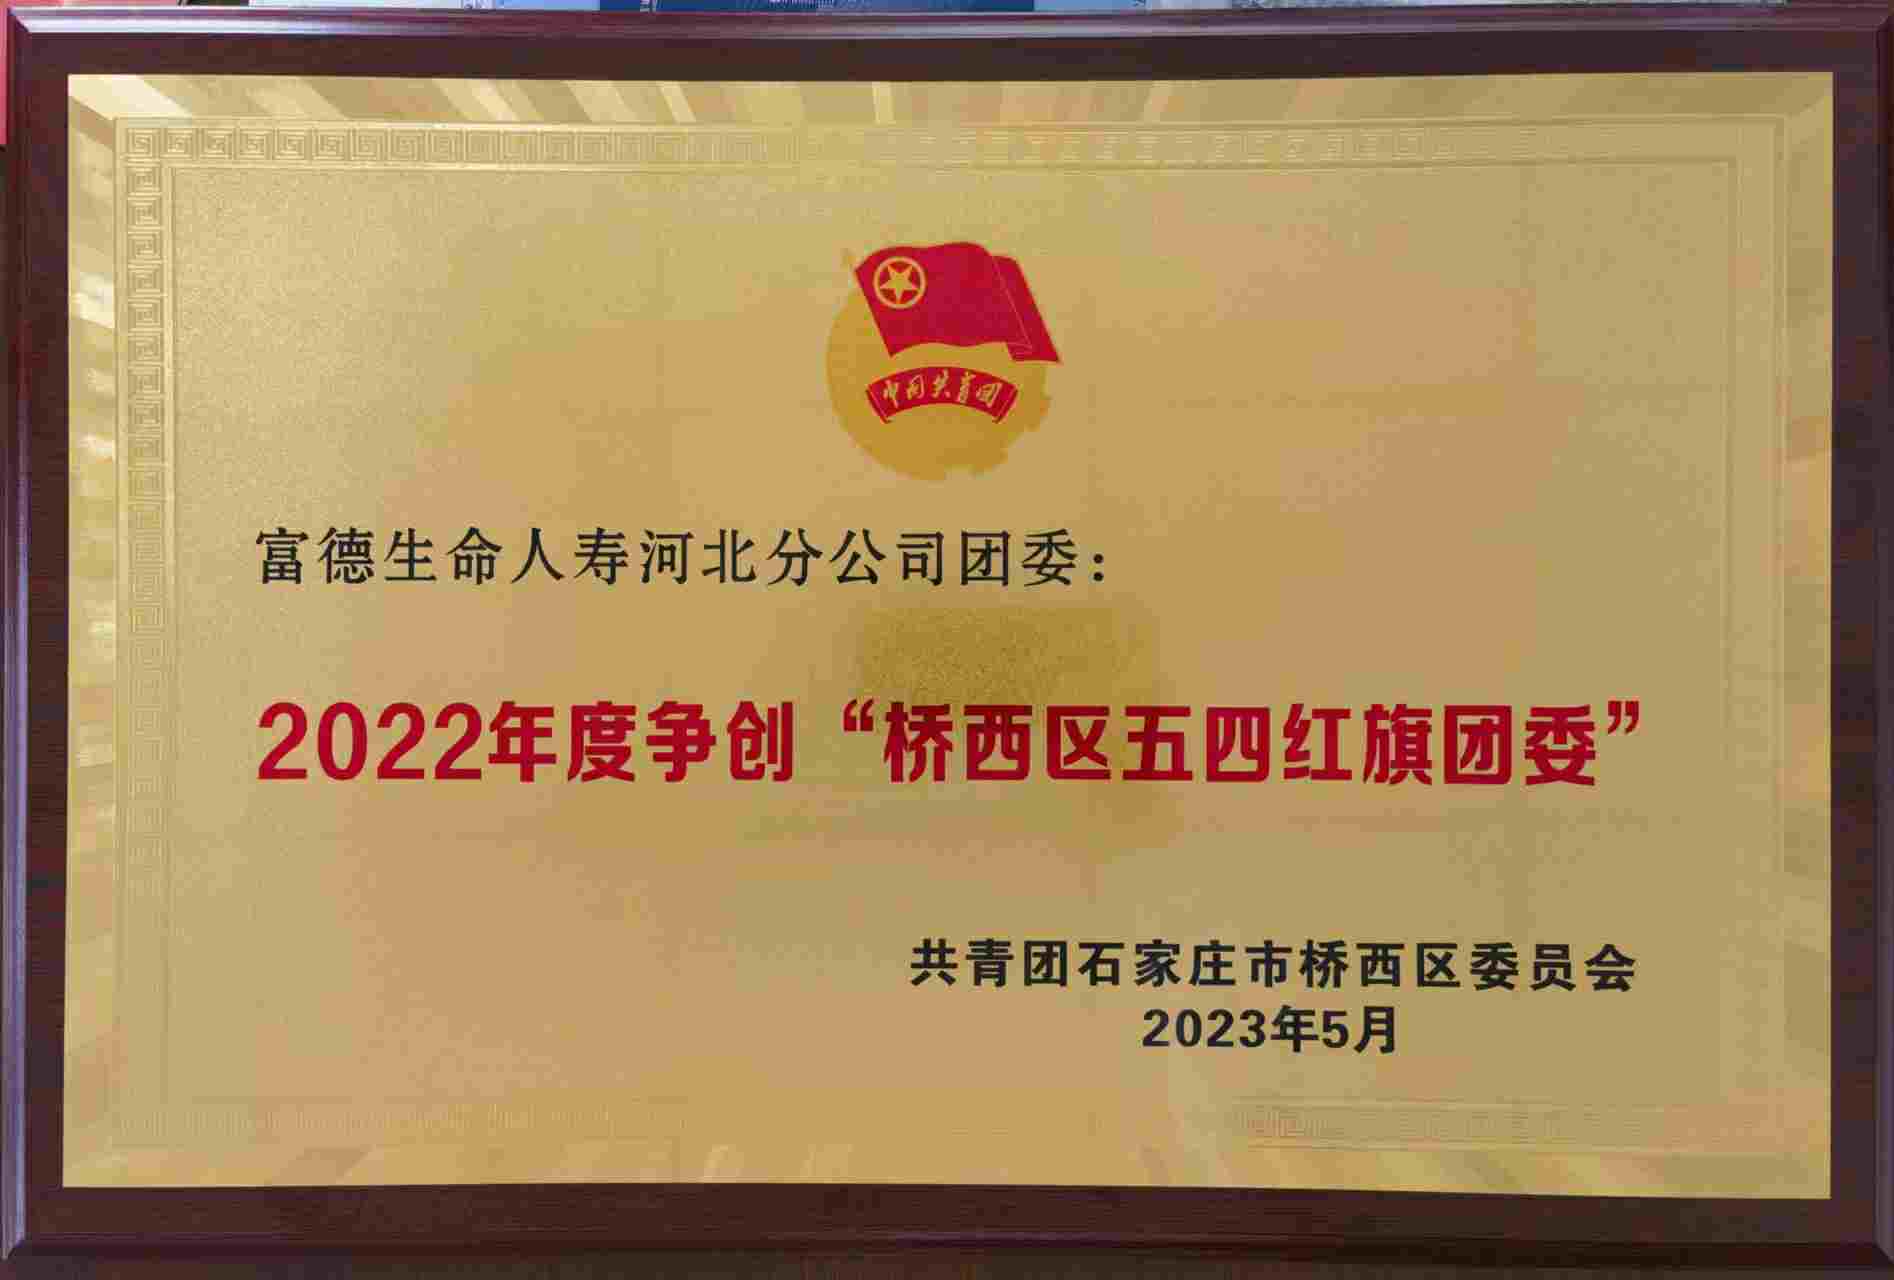 中国共青团
富德生命人寿河北分公司团委：
2022年度争创“桥西区五四红旗团委”
共青团石家庄市桥西区委员会
2023年5月